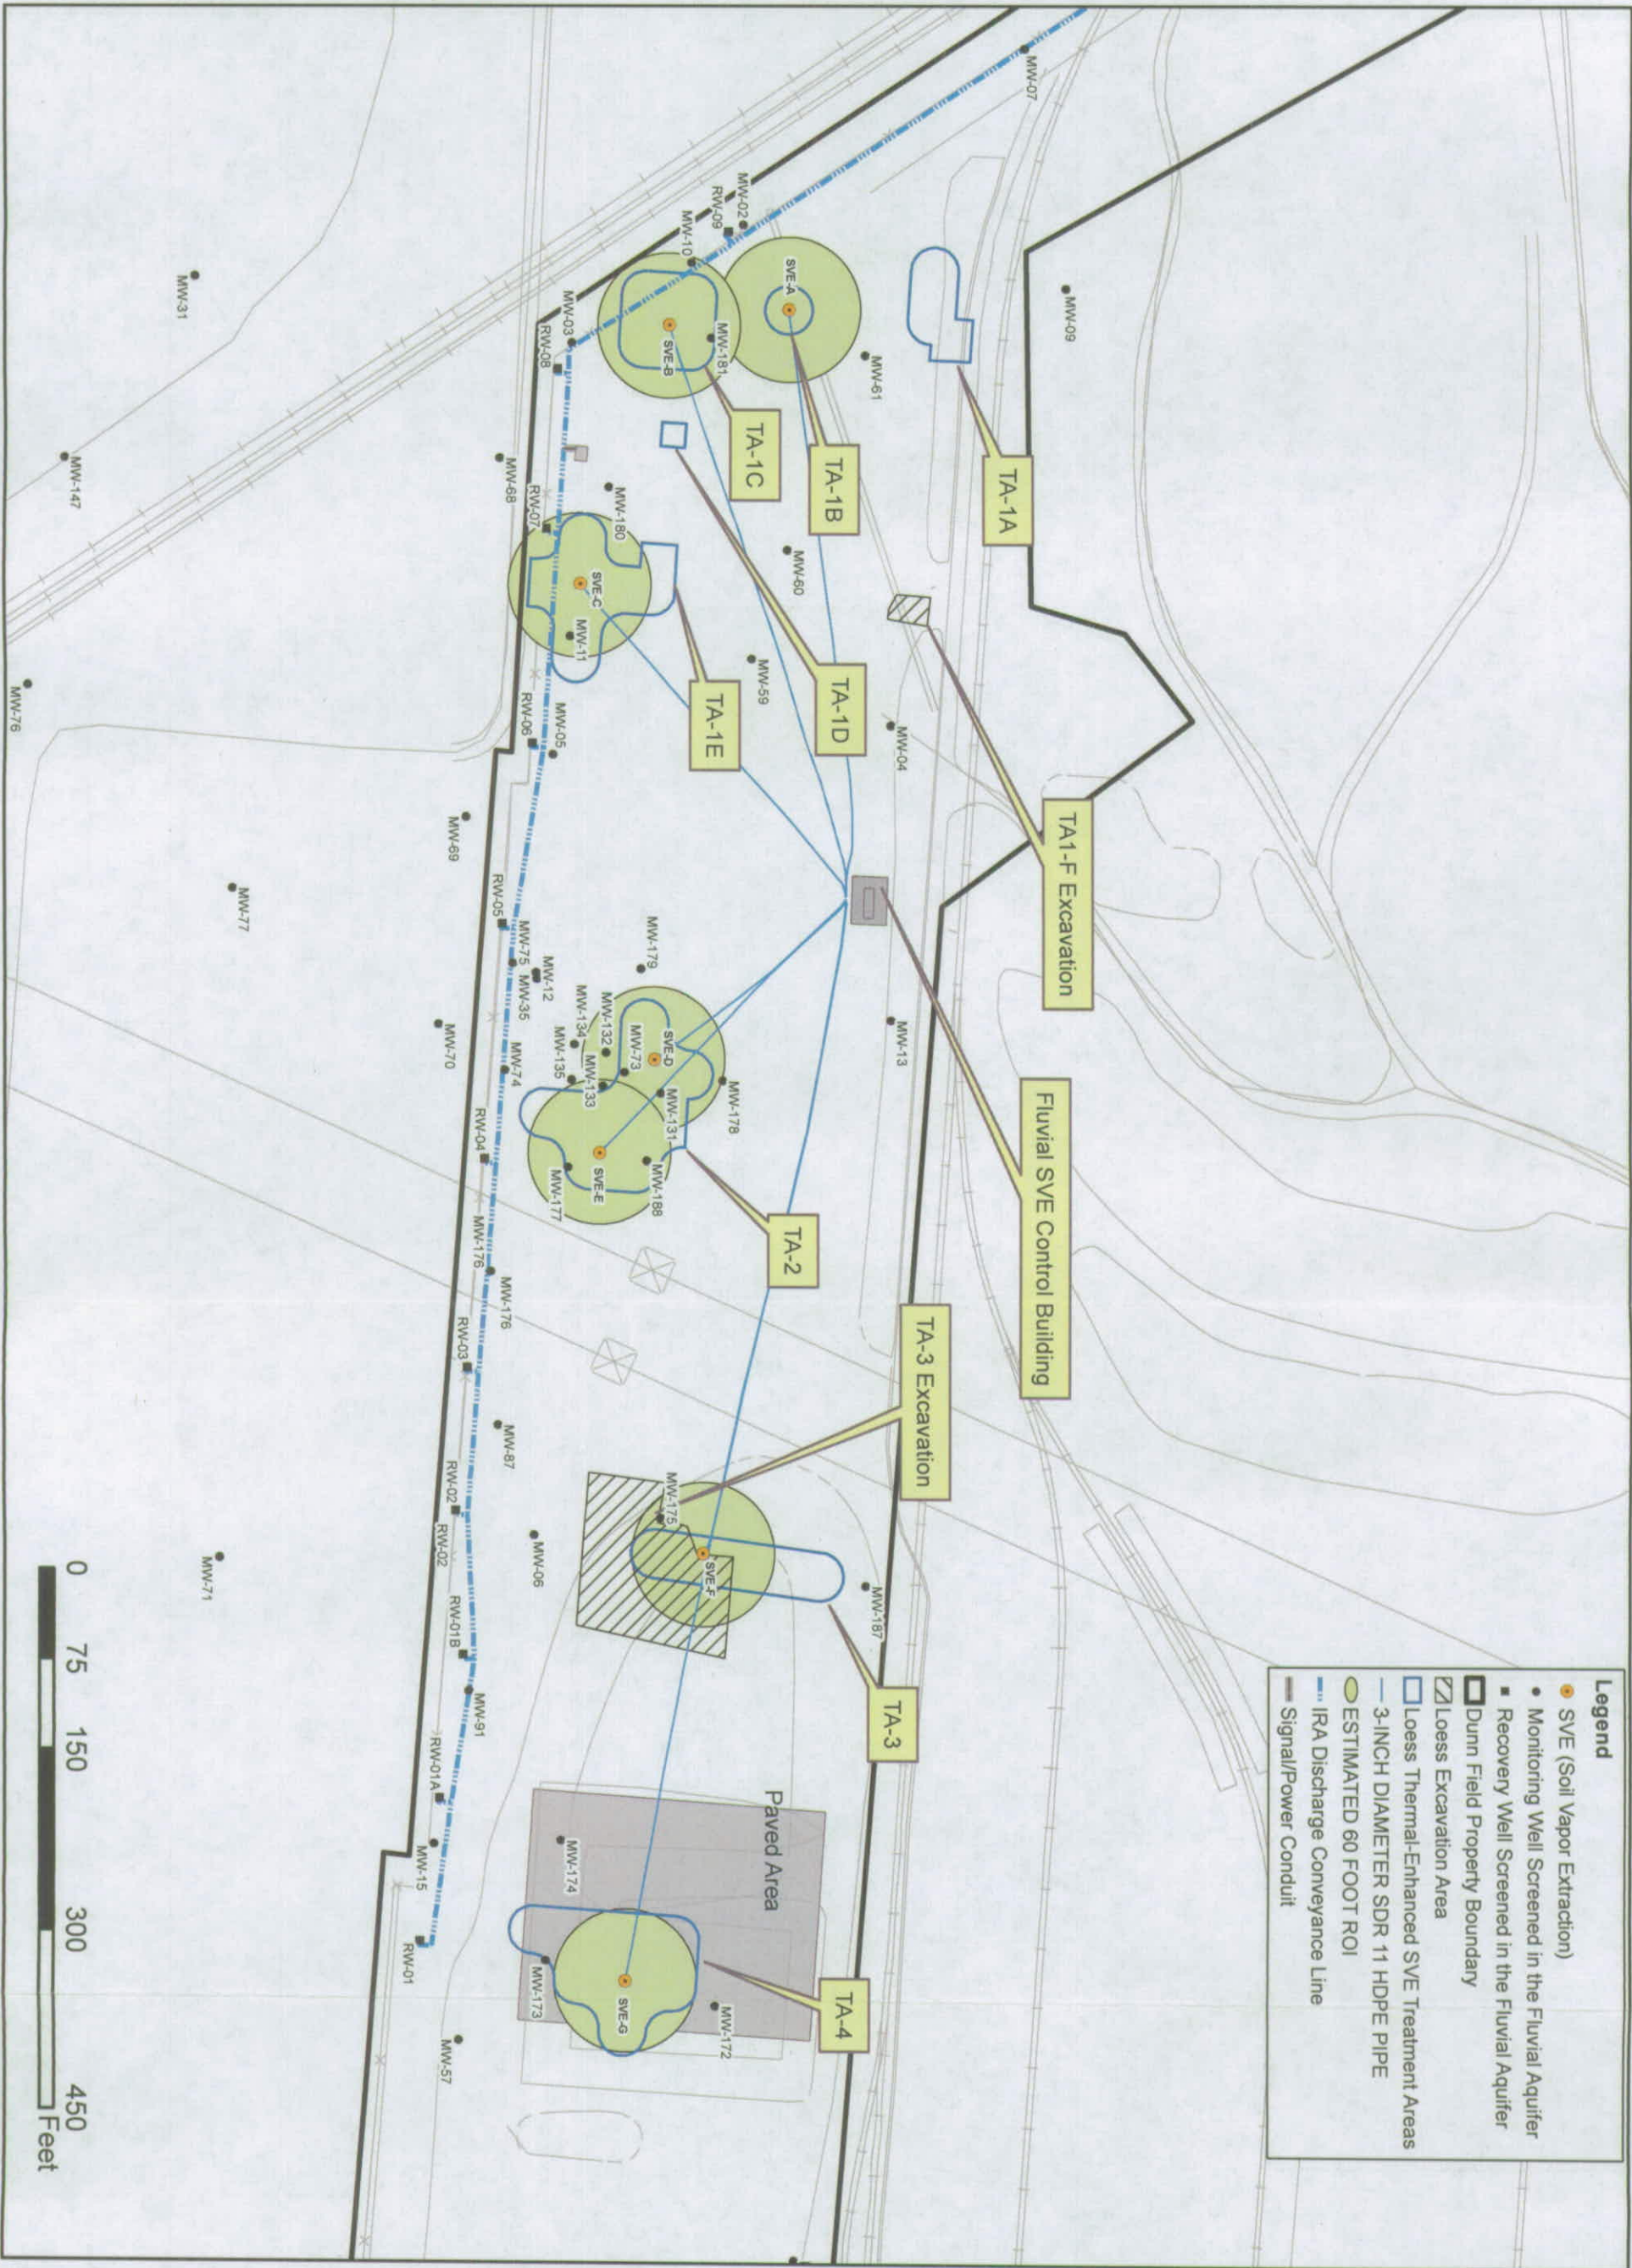 Legend
SVE (Soil Vapor Extraction)
Monitoring Well Screened in the Fluvial Aquifer
Recovery Well Screened in the Fluvial Aquifer
Dunn Field Property Boundary
Loess Excavation Area
Loess Thermal-Enhanced SVE Treatment Areas
3-INCH DIAMETER SDR 11 HDPE PIPE
ESTIMATED 60 FOOT ROI
IRA Discharge Conveyance Line
Signal/Power Conduit
MW-09
TA-1A
TA1-F Excavation
Fluvial SVE Control Building
MW-07
MW-61
MW-04
MW-13
TA-3 Excavation
MW-187
TA-3
SVE-A
TA-1B
MW-60
TA-1D
TA-2
Paved Area
TA-4
MW-02
RW-09
MW-10
MW-181
TA-1C
MW-59
MW-178
MW-172
SVE-B
TA-1E
MW-179
SVE-D
MW-131
MW-188
MW-175
SVE-F
MW-180
SVE-C
MW-11
MW-73
MW-132
MW-133
MW-134
MW-135
SVE-E
MW-177
SVE-G
MW-174
MW-173
MW-03
RW-08
RW-07
MW-68
MW-05
RW-06
MW-12
MW-75
MW-35
RW-05
MW-74
RW-04
MW-176
MW-176
RW-03
MW-87
MW-06
RW-02
RW-02
RW-01B
MW-91
RW-01A
MW-15
RW-01
MW-57
MW-69
MW-70
MW-31
MW-77
MW-71
MW-147
MW-76
0 75 150 300 450
Feet